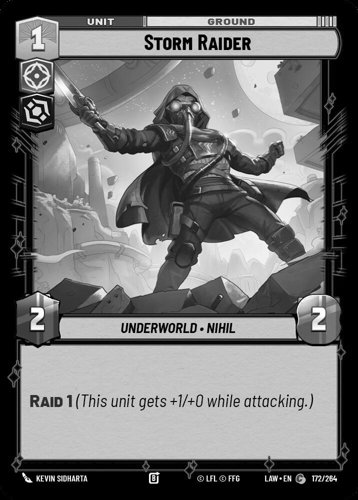 UNIT
GROUND
1
STORM RAIDER
2
2
UNDERWORLD • NIHIL
RAID 1 (This unit gets +1/+0 while attacking.)
KEVIN SIDHARTA
© LFL © FFG
LAW • EN
C
172/264